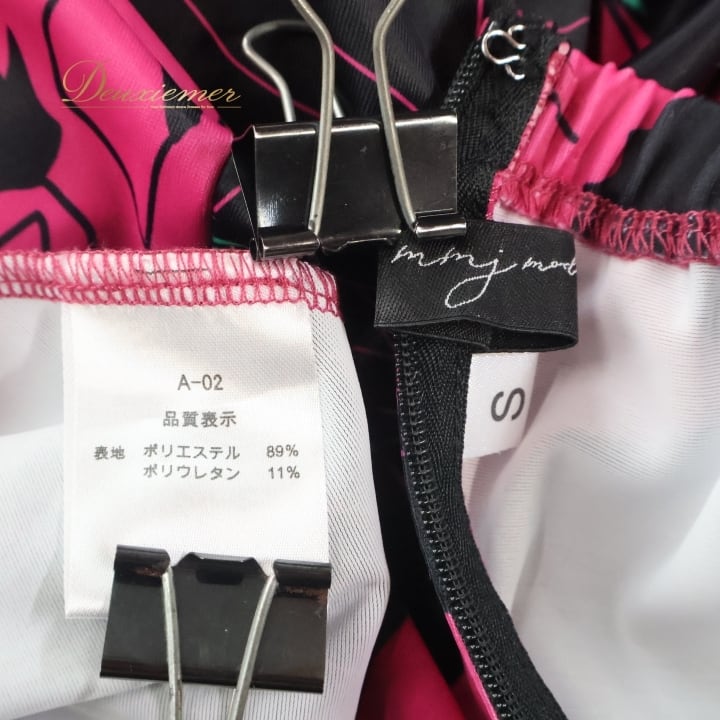 Deuxiemer
A-02
品質表示
表地 ポリエステル 89%
ポリウレタン 11%
S